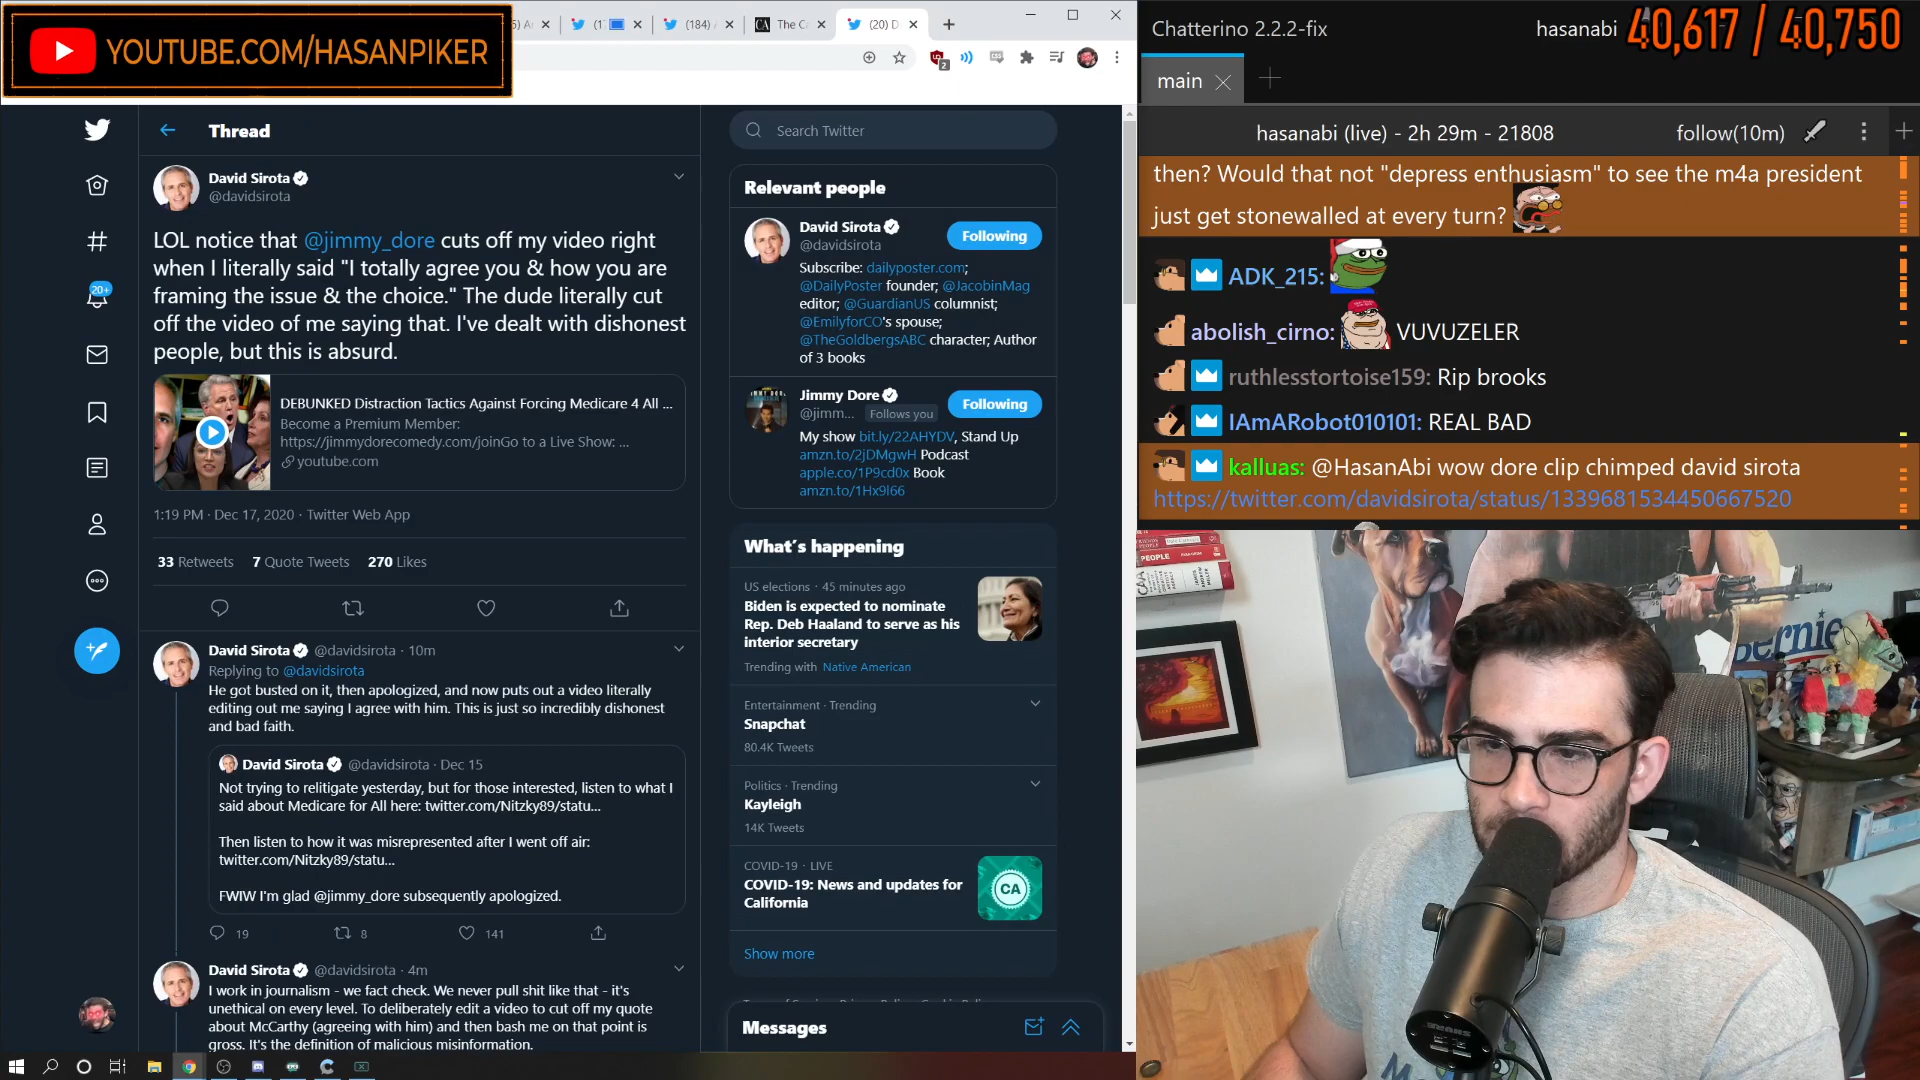 YOUTUBE.COM/HASANPIKER
(184)
The C
(20) D
2
Thread
David Sirota
@davidsirota
LOL notice that @jimmy_dore cuts off my video right
when I literally said "I totally agree you & how you are
framing the issue & the choice." The dude literally cut
off the video of me saying that. I've dealt with dishonest
people, but this is absurd.
DEBUNKED Distraction Tactics Against Forcing Medicare 4 All ...
Become a Premium Member:
https://jimmydorecomedy.com/joinGo to a Live Show: ...
youtube.com
1:19 PM · Dec 17, 2020 · Twitter Web App
33 Retweets 7 Quote Tweets 270 Likes
David Sirota @davidsirota · 10m
Replying to @davidsirota
He got busted on it, then apologized, and now puts out a video literally
editing out me saying I agree with him. This is just so incredibly dishonest
and bad faith.
David Sirota @davidsirota · Dec 15
Not trying to relitigate yesterday, but for those interested, listen to what I
said about Medicare for All here: twitter.com/Nitzky89/statu...
Then listen to how it was misrepresented after I went off air:
twitter.com/Nitzky89/statu...
FWIW I'm glad @jimmy_dore subsequently apologized.
19 8 141
David Sirota @davidsirota · 4m
I work in journalism - we fact check. We never pull shit like that - it's
unethical on every level. To deliberately edit a video to cut off my quote
about McCarthy (agreeing with him) and then bash me on that point is
gross. It's the definition of malicious misinformation.
20+
Search Twitter
Relevant people
David Sirota
@davidsirota
Following
Subscribe: dailyposter.com;
@DailyPoster founder; @JacobinMag
editor; @GuardianUS columnist;
@EmilyforCO's spouse;
@TheGoldbergsABC character; Author
of 3 books
Jimmy Dore
@jimm... Follows you
Following
My show bit.ly/22AHYDV, Stand Up
amzn.to/2jDMgwH Podcast
apple.co/1P9cd0x Book
amzn.to/1Hx9l66
What's happening
US elections · 45 minutes ago
Biden is expected to nominate
Rep. Deb Haaland to serve as his
interior secretary
Trending with Native American
Entertainment · Trending
Snapchat
80.4K Tweets
Politics · Trending
Kayleigh
14K Tweets
COVID-19 · LIVE
COVID-19: News and updates for
California
CA
Show more
Messages
Chatterino 2.2.2-fix
hasanabi 40,617 / 40,750
main
hasanabi (live) - 2h 29m - 21808
follow(10m)
then? Would that not "depress enthusiasm" to see the m4a president
just get stonewalled at every turn?
ADK_215:
abolish_cirno: VUVUZELER
ruthlesstortoise159: Rip brooks
IAmARobot010101: REAL BAD
kalluas: @HasanAbi wow dore clip chimped david sirota
https://twitter.com/davidsirota/status/1339681534450667520
PEOPLE
Bernie
SHURE